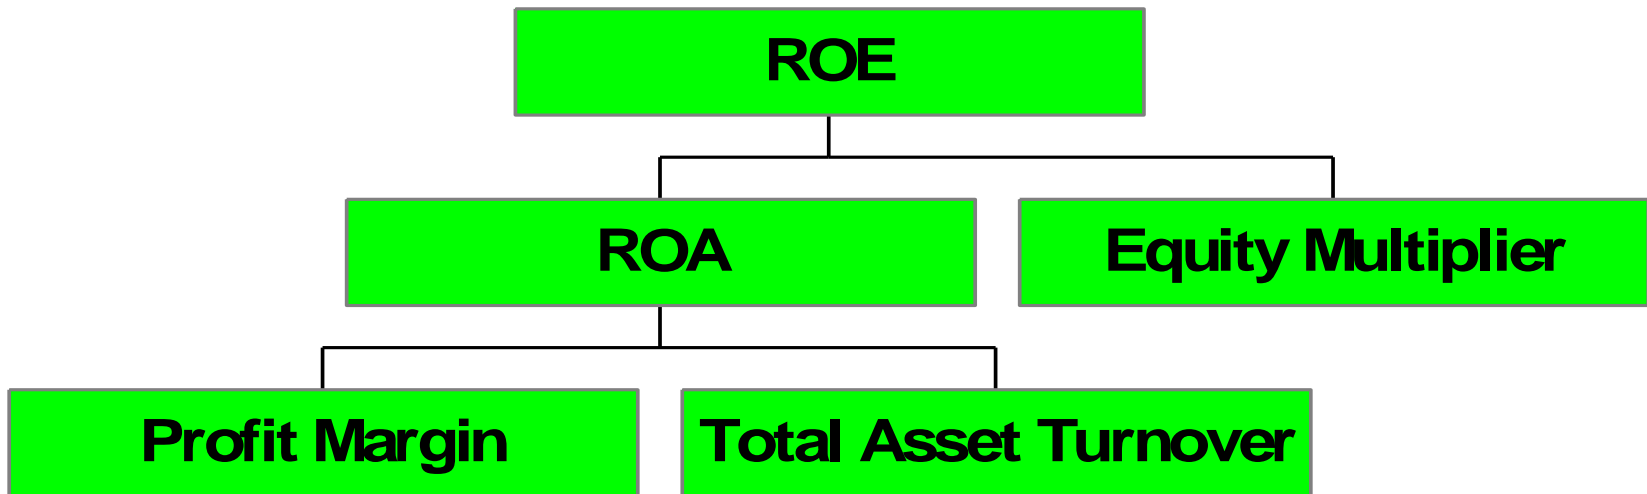 ROE
ROA
Equity Multiplier
Profit Margin
Total Asset Turnover